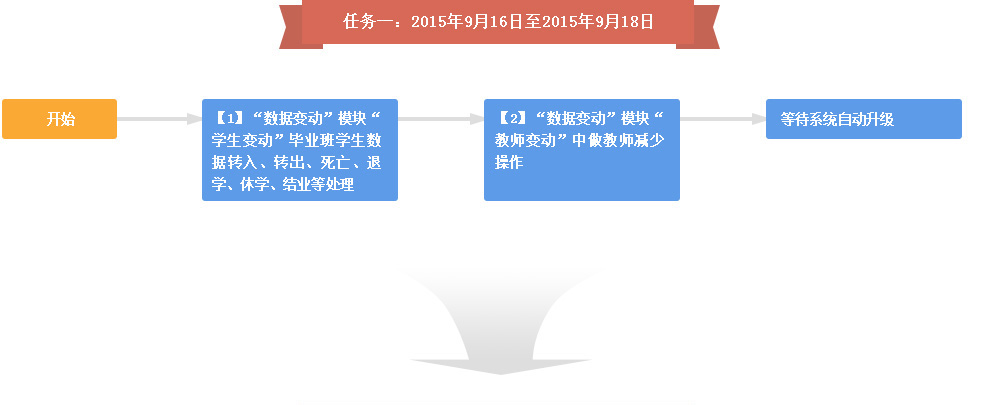 任务一：2015年9月16日至2015年9月18日
开始
【1】“数据变动”模块“
学生变动”毕业班学生数
据转入、转出、死亡、退
学、休学、结业等处理
【2】“数据变动”模块“
教师变动”中做教师减少
操作
等待系统自动升级